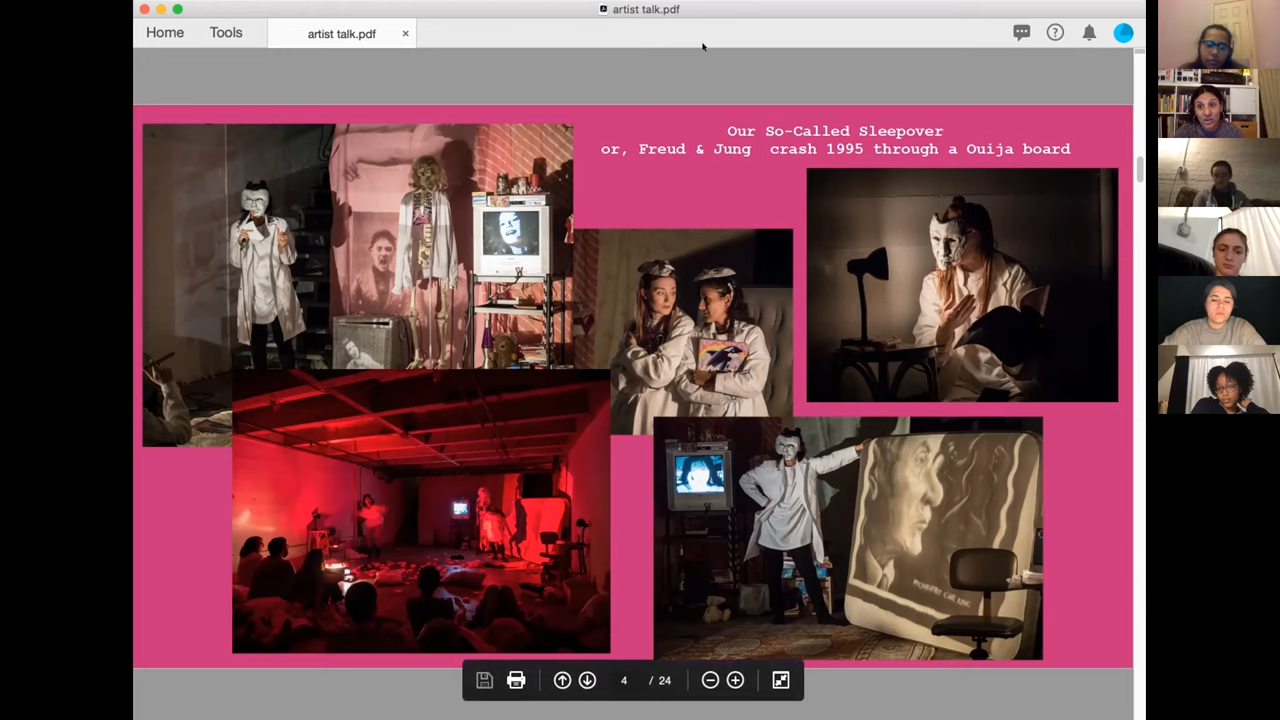 artist talk.pdf
Home
Tools
artist talk.pdf
Our So-Called Sleepover
or, Freud & Jung crash 1995 through a Ouija board
4 / 24